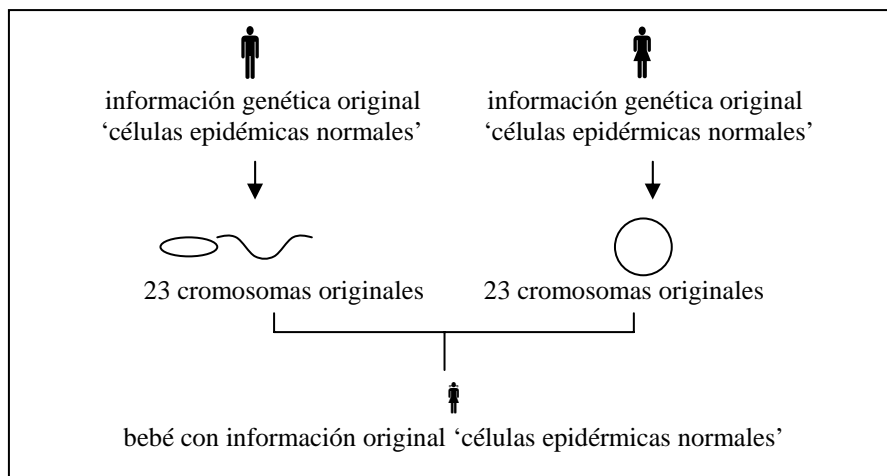 información genética original
‘células epidémicas normales’
información genética original
‘células epidérmicas normales’
23 cromosomas originales
23 cromosomas originales
bebé con información original ‘células epidérmicas normales’